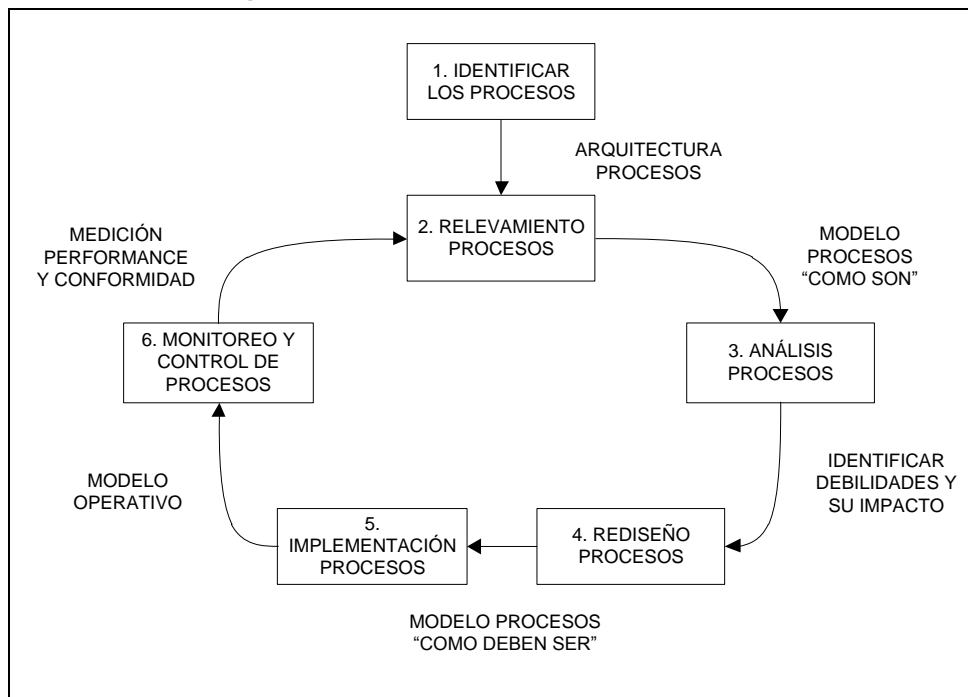 1. IDENTIFICAR
LOS PROCESOS
ARQUITECTURA
PROCESOS
2. RELEVAMIENTO
PROCESOS
MODELO
PROCESOS
“COMO SON”
3. ANÁLISIS
PROCESOS
IDENTIFICAR
DEBILIDADES Y
SU IMPACTO
4. REDISEÑO
PROCESOS
MODELO PROCESOS
“COMO DEBEN SER”
5.
IMPLEMENTACIÓN
PROCESOS
MODELO
OPERATIVO
6. MONITOREO Y
CONTROL DE
PROCESOS
MEDICIÓN
PERFORMANCE
Y CONFORMIDAD